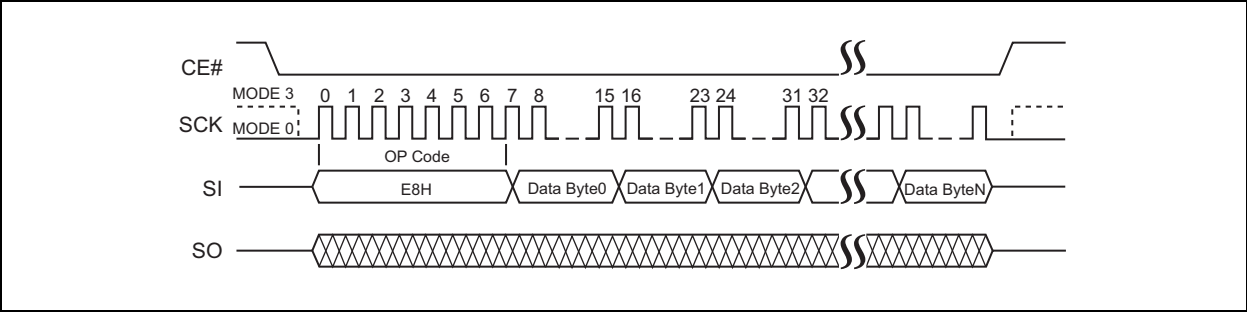 CE#
MODE 3
0 1 2 3 4 5 6 7 8 15 16 23 24 31 32
SCK
MODE 0
OP Code
SI
E8H Data Byte0 Data Byte1 Data Byte2 Data ByteN
SO